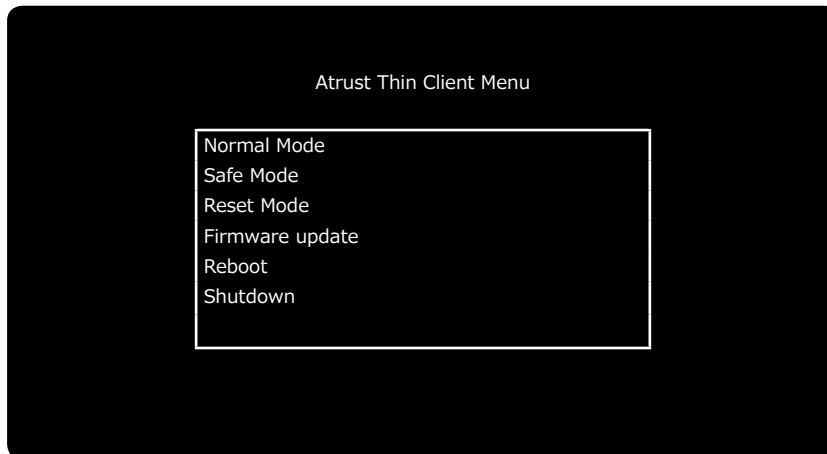 Atrust Thin Client Menu
Normal Mode
Safe Mode
Reset Mode
Firmware update
Reboot
Shutdown